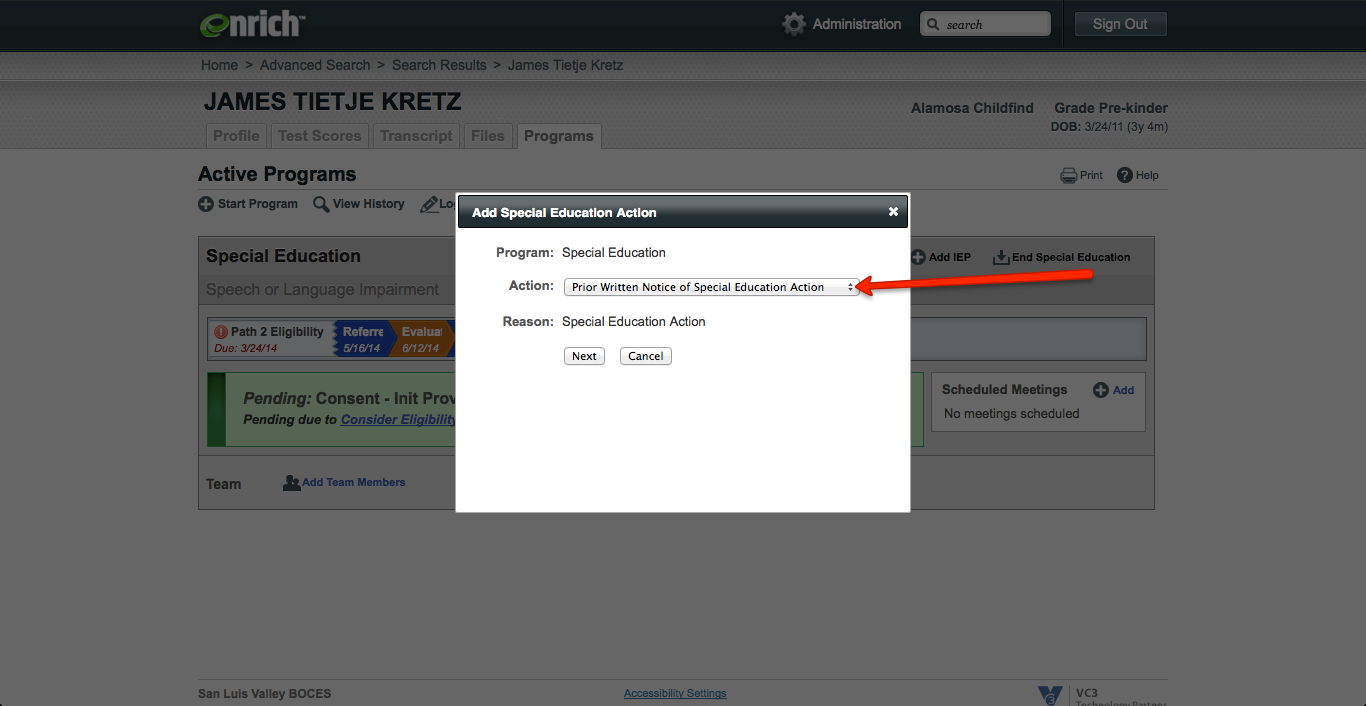 enrich™
Administration
search
Sign Out
Home > Advanced Search > Search Results > James Tietje Kretz
JAMES TIETJE KRETZ
Alamosa Childfind Grade Pre-kinder
DOB: 3/24/11 (3y 4m)
Profile Test Scores Transcript Files Programs
Active Programs
Print Help
Start Program View History Lo
Add Special Education Action
Program: Special Education
Action: Prior Written Notice of Special Education Action
Reason: Special Education Action
Next Cancel
Special Education
Add IEP End Special Education
Speech or Language Impairment
Path 2 Eligibility Referre Evaluat
Due: 3/24/14 5/16/14 6/12/14
Pending: Consent - Init Prov
Pending due to Consider Eligibility
Scheduled Meetings Add
No meetings scheduled
Team Add Team Members
San Luis Valley BOCES Accessibility Settings VC3
Technology Partner